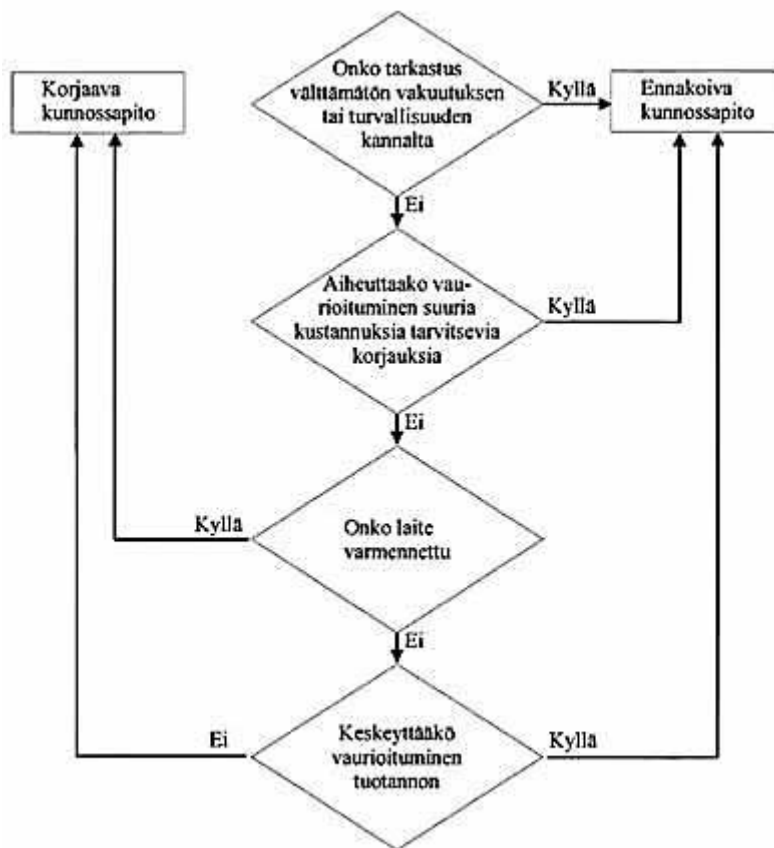 Korjaava
kunnossapito
Onko tarkastus
välttämätön vakuutuksen
tai turvallisuuden
kannalta
Kyllä
Ennakoiva
kunnossapito
Ei
Aiheuttaako vau-
rioituminen suuria
kustannuksia tarvitsevia
korjauksia
Kyllä
Ei
Kyllä
Onko laite
varmennettu
Ei
Ei
Keskeyttääkö
vaurioituminen
tuotannon
Kyllä